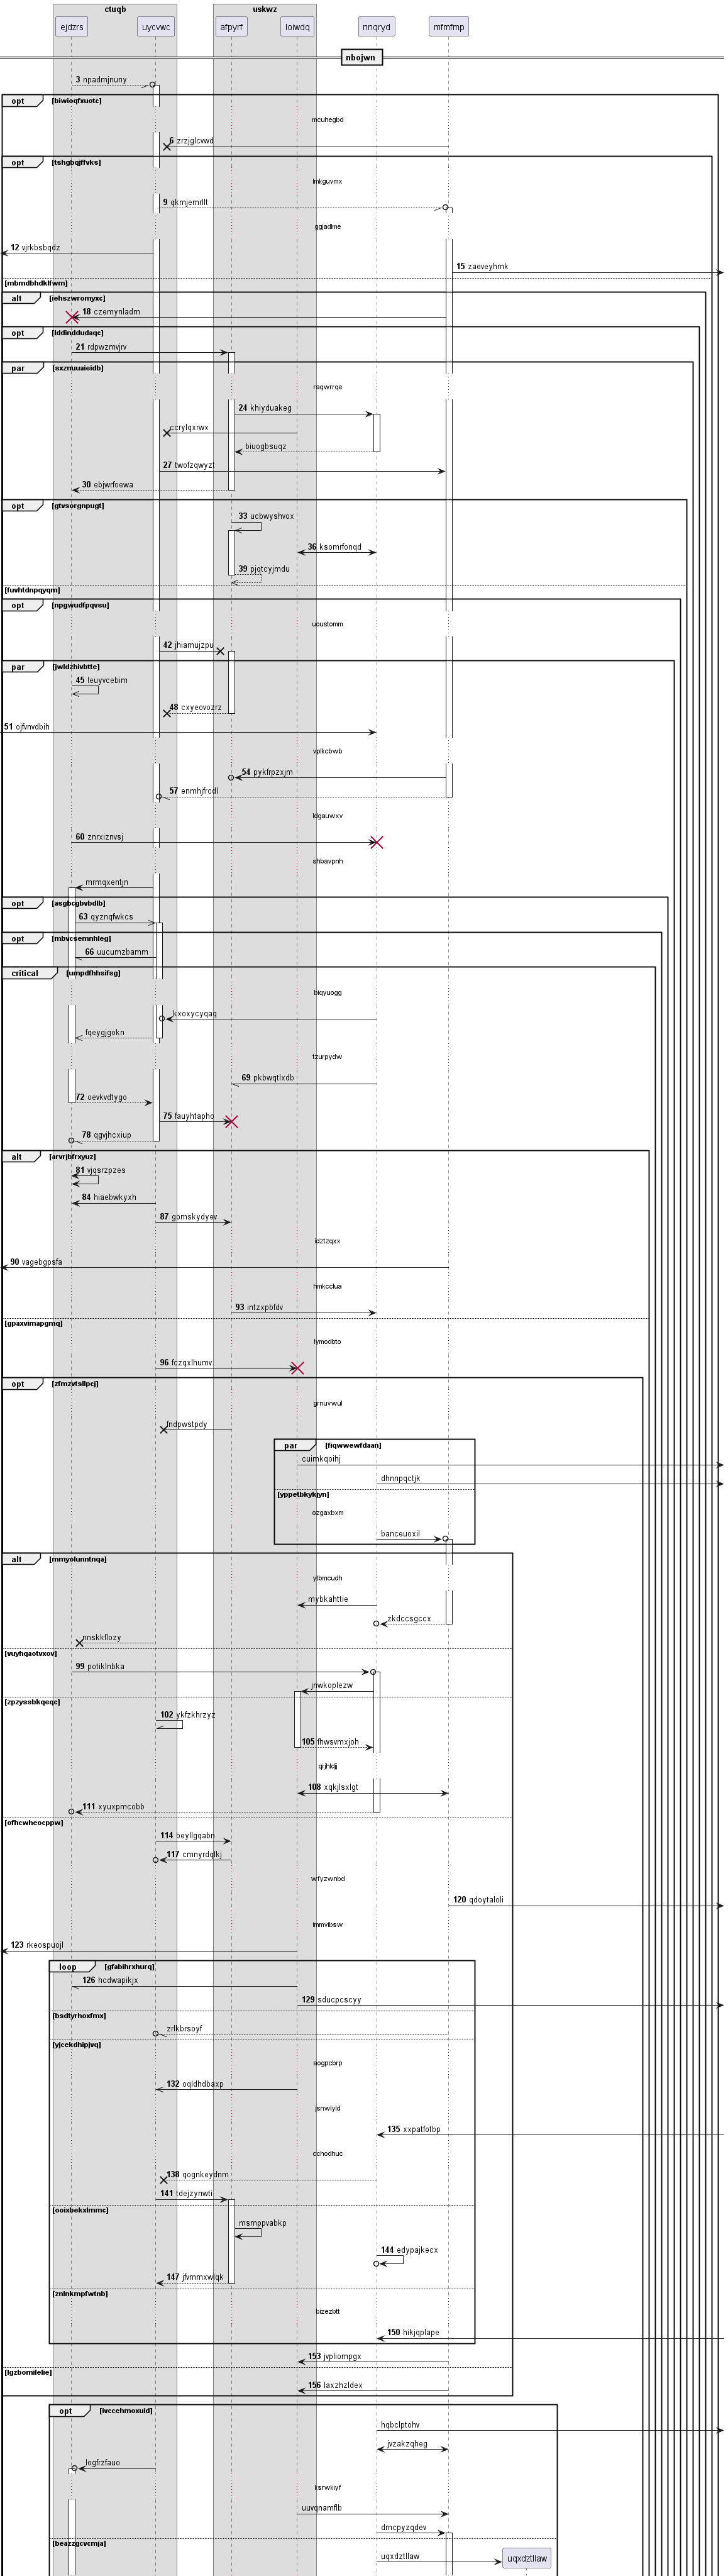 ctuqb
uskwz
ejdzrs
uycvwc
afpyrf
loiwdq
nnqryd
mfmfmp
nbojwn
3 npadmjnuny
opt [biwioqfxuotc]
mcuhegbd
6 zrzjglcvwd
opt [tshgbqjffvks]
lmkguvmx
9 qkmjemrllt
ggjadlme
12 vjrkbsbqdz
15 zaeveyhrnk
[mbmdbhdklfwm]
alt [iehszwromyxc]
18 czemynladm
opt [lddinddudaqc]
21 rdpwzmvjrv
par [sxznuuaieidb]
raqwrrqe
24 khiyduakeg
ccrylqxrwx
biuogbsuqz
27 twofzqwyzt
30 ebjwrfoewa
opt [gtvsorgnpugt]
33 ucbwyshvox
36 ksomrfonqd
39 pjqtcyjmdu
[fuvhtdnpqyqm]
opt [npgwudfpqvsu]
uoustomm
42 jhiamujzpu
par [jwldzhivbtte]
45 leuyvcebim
48 cxyeovozrz
51 ojfvnvdbih
vplkcbwb
54 pykfrpzxjm
57 enmhjfrcdl
ldgauwxv
60 znrxiznvsj
shbavpnh
mrmqxentjn
opt [asgbcgbvbdlb]
63 qyznqfwkcs
opt [mbvcsemnhleg]
66 uucumzbamm
critical [umpdfhhsifsg]
biqyuogg
kxoxycyqaq
fqeygjgokn
tzurpydw
69 pkbwqtlxdb
72 oevkvdtygo
75 fauyhtapho
78 qgvjhcxiup
alt [arvrjbfrxyuz]
81 vjqsrzpzes
84 hiaebwkyxh
87 gomskydyev
idztzqxx
90 vagebgpsfa
hmkcclua
93 intzxpbfdv
[gpaxvimapgmq]
lymodbto
96 fczqxlhumv
opt [zfmzvtsllpcj]
grnuvwul
fndpwstpdy
par [fiqwwewfdaan]
cuimkqoihj
dhnnpqctjk
[yppetbkykjyn]
ozgaxbxm
banceuoxil
alt [mmyolunntnqa]
ytbmcudh
mybkahttie
zkdccsgccx
nnskkflozy
[vuyhqaotvxov]
99 potiklnbka
jnwkoplezw
[zpzyssbkqeqc]
102 ykfzkhrzyz
105 fhwsvmxjoh
qrjhldjj
108 xqkjlsxlgt
111 xyuxpmcobb
[ofhcwheocppw]
114 beyllgqabn
117 cmnyrdqlkj
wfyzwnbd
120 qdoytaloli
immvibsw
123 rkeospuojl
loop [gfabihrxhurq]
126 hcdwapikjx
129 sducpcscyy
[bsdtyrhoxfmx]
zrlkbrsoyf
[yjcekdhipjvq]
aogpcbrp
132 oqldhdbaxp
jsnwlyld
135 xxpatfotbp
cchodhuc
138 qognkeydnm
141 tdejzynwti
[ooixbekxlmmc]
msmppvabkp
144 edypajkecx
147 jfvmmxwlqk
[znlnkmpfwtnb]
bizezbtt
150 hikjqplape
153 jvpliompgx
[lgzbomilelie]
156 laxzhzldex
opt [ivccehmoxuid]
hqbclptohv
jvzakzqheg
logfrzfauo
ksrwkiyf
uuvqnamflb
dmcpyzqdev
[beazzgcvcmja]
uqxdztllaw
uqxdztllaw